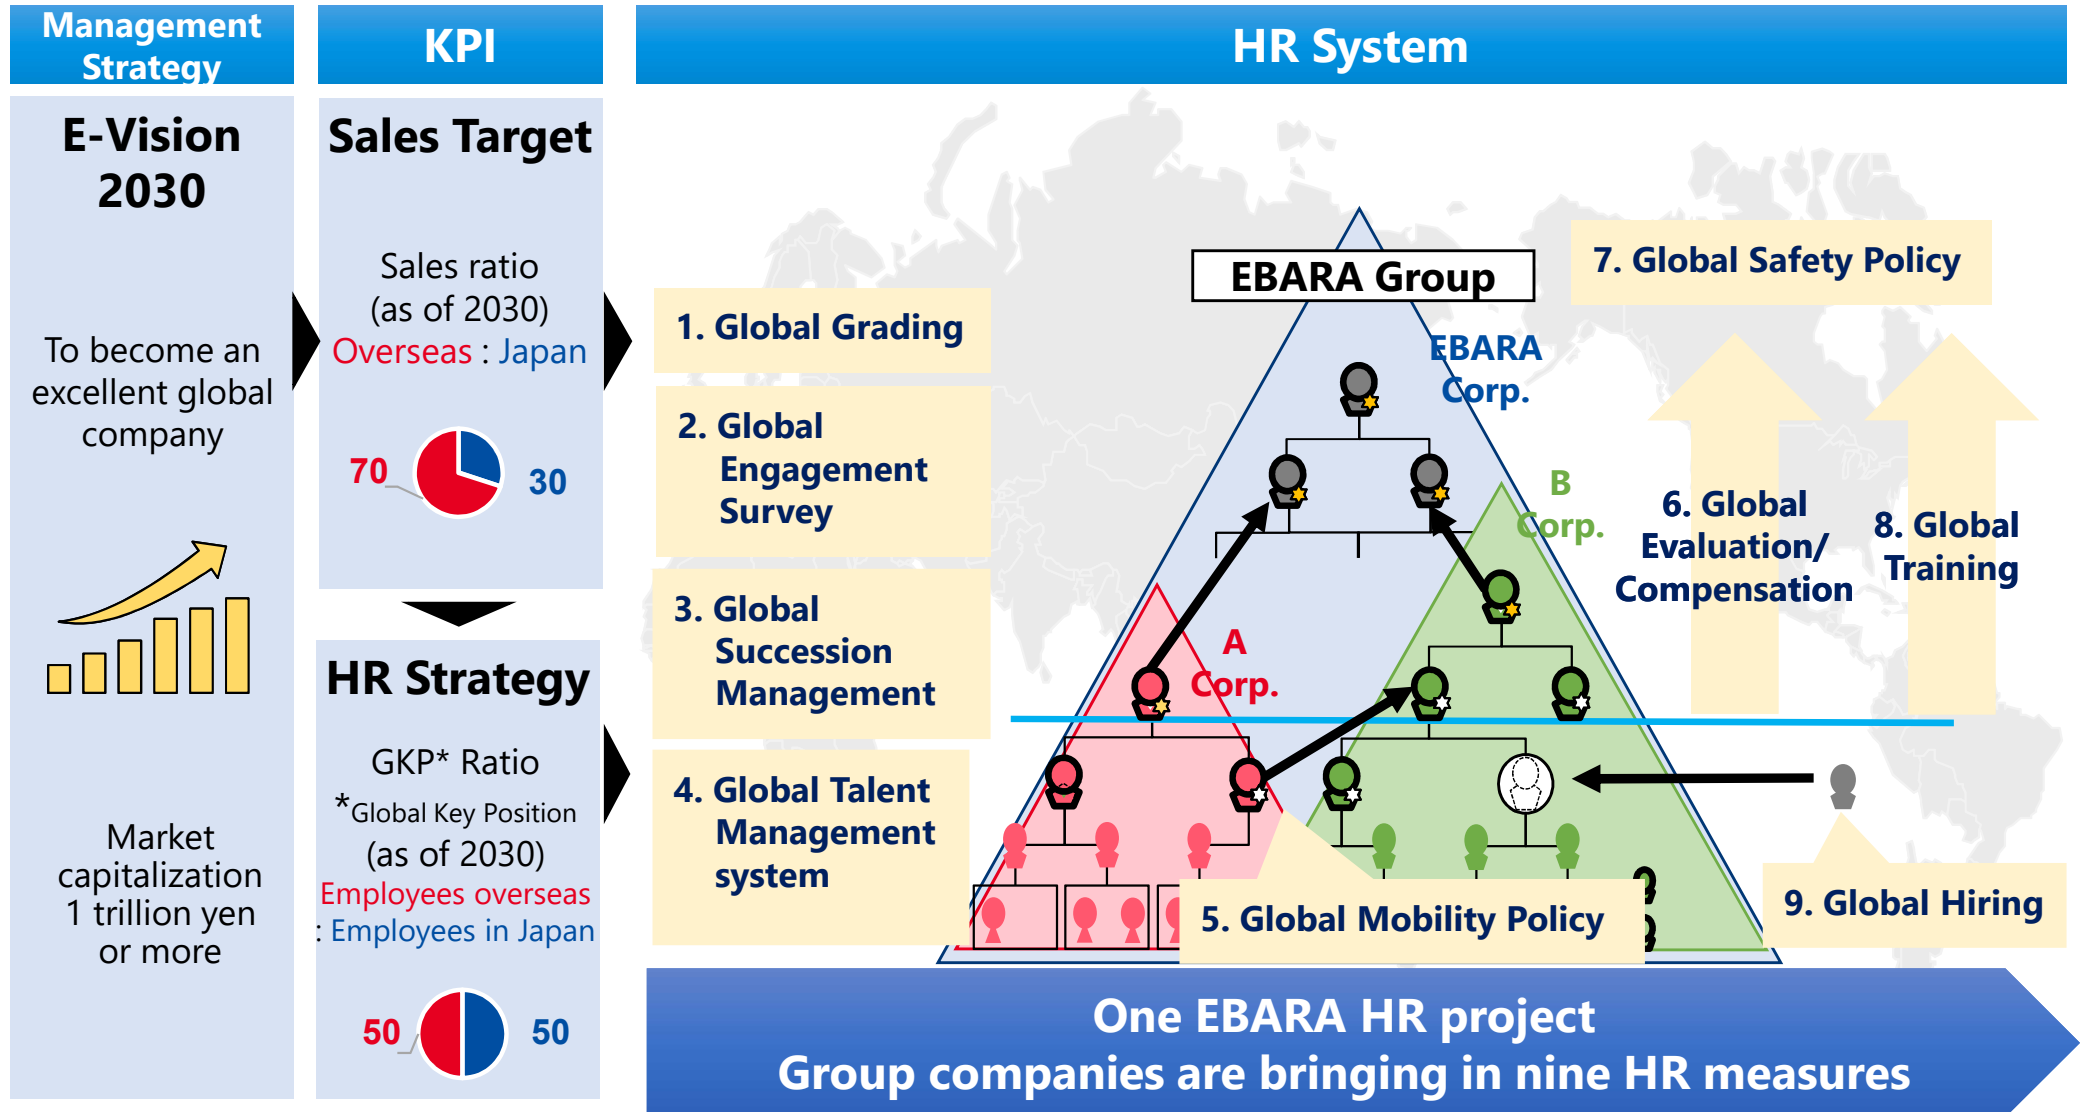 Management
Strategy
KPI
HR System
E-Vision
2030
To become an
excellent global
company
Market
capitalization
1 trillion yen
or more
Sales Target
Sales ratio
(as of 2030)
Overseas : Japan
70
30
HR Strategy
GKP* Ratio
*Global Key Position
(as of 2030)
Employees overseas
: Employees in Japan
50
50
1. Global Grading
2. Global
Engagement
Survey
3. Global
Succession
Management
4. Global Talent
Management
system
EBARA Group
EBARA
Corp.
B
Corp.
A
Corp.
5. Global Mobility Policy
6. Global
Evaluation/
Compensation
7. Global Safety Policy
8. Global
Training
9. Global Hiring
One EBARA HR project
Group companies are bringing in nine HR measures